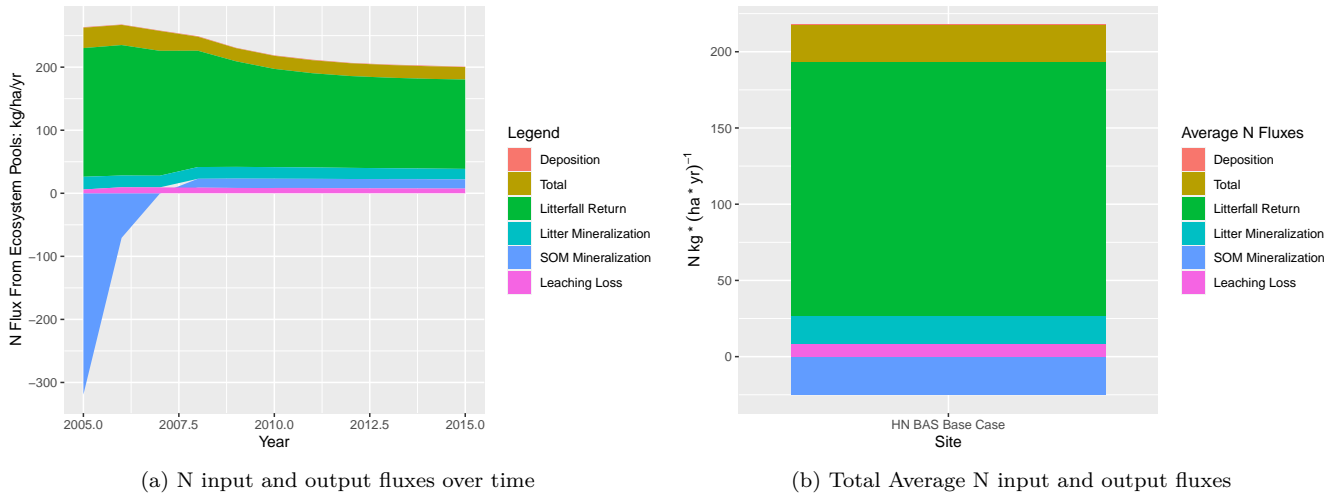 N Flux From Ecosystem Pools: kg/ha/yr
200
100
0
−100
−200
−300
2005.0 2007.5 2010.0 2012.5 2015.0
Year
Legend
Deposition
Total
Litterfall Return
Litter Mineralization
SOM Mineralization
Leaching Loss
(a) N input and output fluxes over time
N kg * (ha * yr)⁻¹
200
150
100
50
0
HN BAS Base Case
Site
Average N Fluxes
Deposition
Total
Litterfall Return
Litter Mineralization
SOM Mineralization
Leaching Loss
(b) Total Average N input and output fluxes